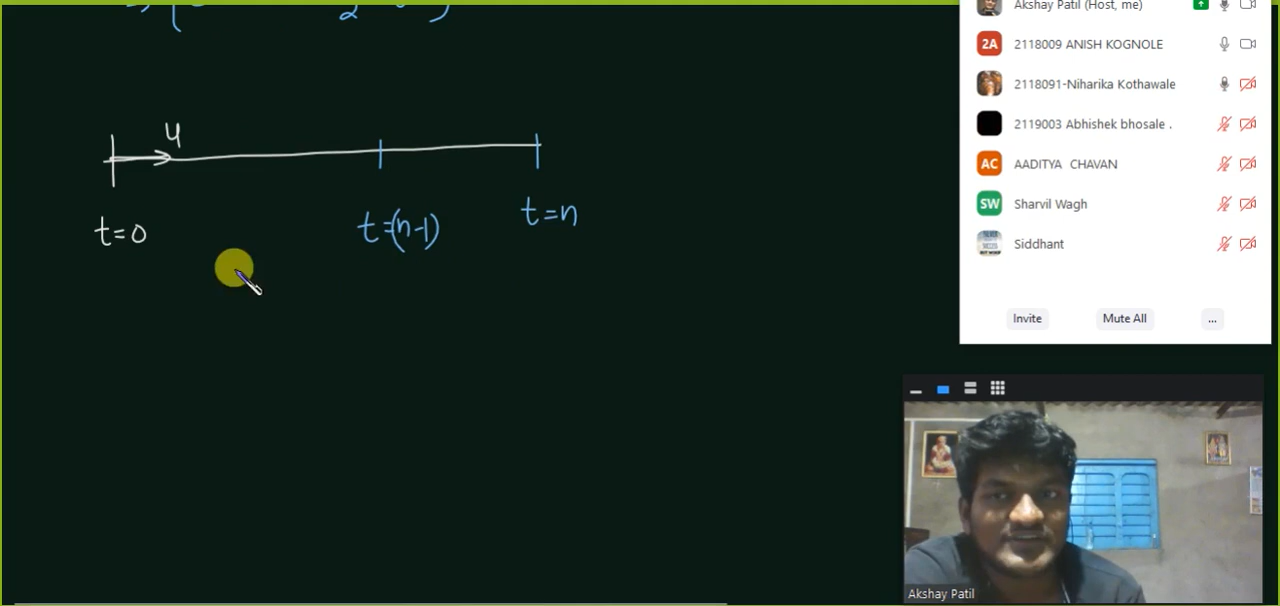 u
t=0
t=(n-1)
t=n
Akshay Patil (Host, me)
2A 2118009 ANISH KOGNOLE
2118091-Niharika Kothawale
2119003 Abhishek bhosale .
AC AADITYA CHAVAN
SW Sharvil Wagh
Siddhant
Invite Mute All ...
Akshay Patil